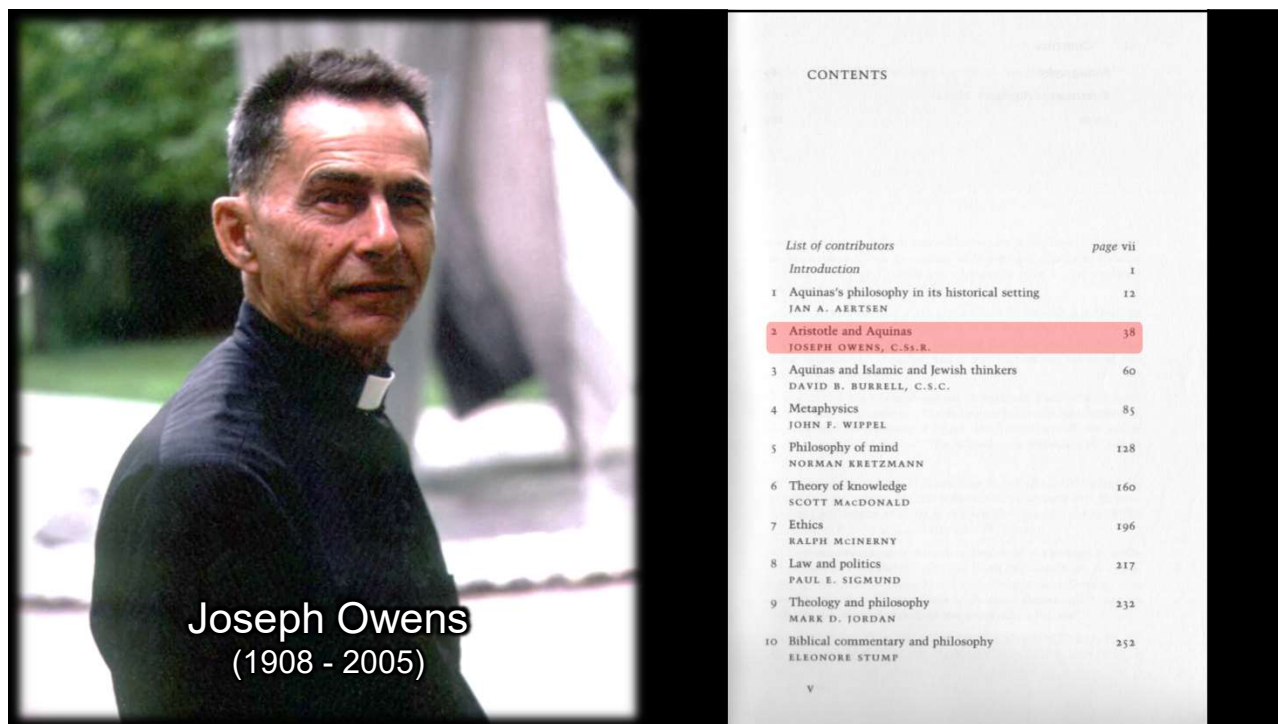 Joseph Owens
(1908 - 2005)
CONTENTS
List of contributors page vii
Introduction 1
1 Aquinas's philosophy in its historical setting 12
JAN A. AERTSEN
2 Aristotle and Aquinas 38
JOSEPH OWENS, C.Ss.R.
3 Aquinas and Islamic and Jewish thinkers 60
DAVID B. BURRELL, C.S.C.
4 Metaphysics 85
JOHN F. WIPPEL
5 Philosophy of mind 128
NORMAN KRETZMANN
6 Theory of knowledge 160
SCOTT MacDONALD
7 Ethics 196
RALPH McINERNY
8 Law and politics 217
PAUL E. SIGMUND
9 Theology and philosophy 232
MARK D. JORDAN
10 Biblical commentary and philosophy 252
ELEONORE STUMP
V